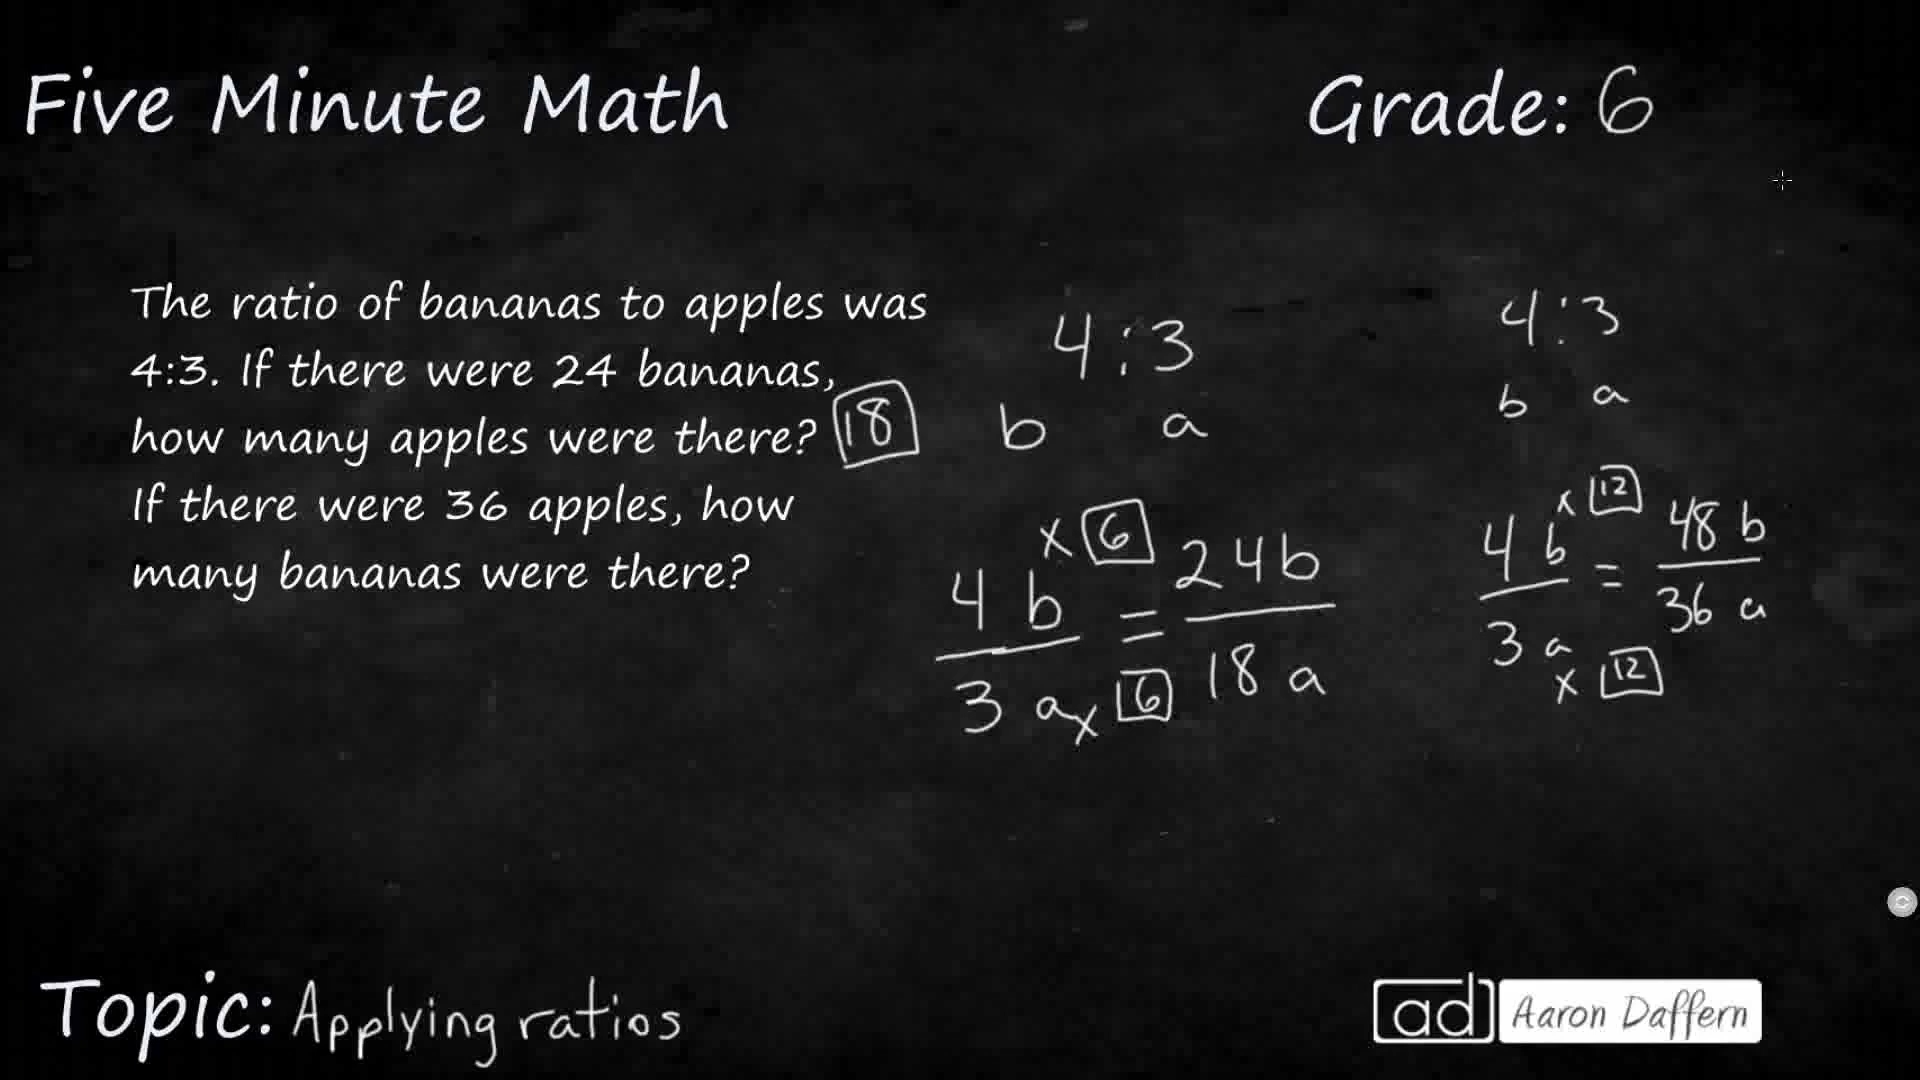 Five Minute Math
Grade: 6
The ratio of bananas to apples was
4:3. If there were 24 bananas,
how many apples were there? 18
If there were 36 apples, how
many bananas were there?
4:3
b a
x 6
4 b = 24b
3 a x 6 18 a
4:3
b a
x 12
4 b = 48 b
3 a 36 a
x 12
Topic: Applying ratios
ad Aaron Daffern